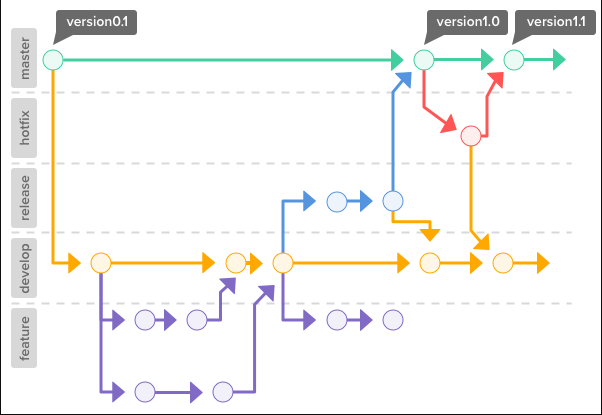 version0.1
version1.0
version1.1
master
hotfix
release
develop
feature